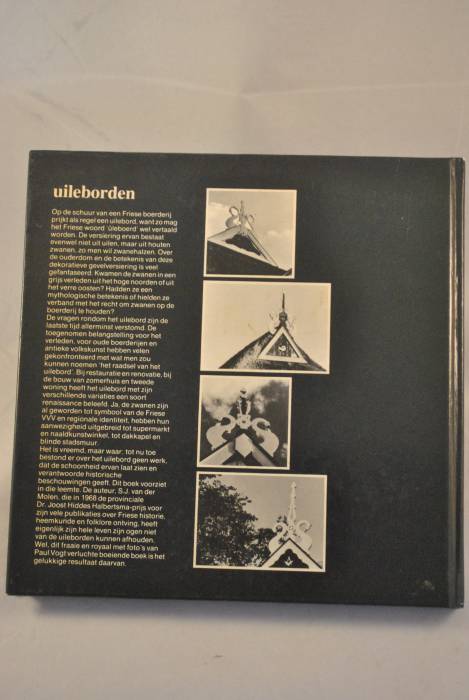 uileborden
Op de schuur van een Friese boerderij
prijkt als regel een uilebord, want zo mag
het Friese woord 'ûleboerd' wel vertaald
worden. De versiering ervan bestaat
evenwel niet uit uilen, maar uit houten
zwanen, zo men wil zwanehalzen. Over
de ouderdom en de betekenis van deze
dekoratieve gevelversiering is veel
gefantaseerd. Kwamen de zwanen in een
grijs verleden uit het hoge noorden of uit
het verre oosten? Hadden ze een
mythologische betekenis of hielden ze
verband met het recht om zwanen op de
boerderij te houden?
De vragen rondom het uilebord zijn de
laatste tijd allerminst verstomd. De
toegenomen belangstelling voor het
verleden, voor oude boerderijen en
antieke volkskunst hebben velen
gekonfronteerd met wat men zou
kunnen noemen 'het raadsel van het
uilebord'. Bij restauratie en renovatie, bij
de bouw van zomerhuis en tweede
woning heeft het uilebord met zijn
verschillende variaties een soort
renaissance beleefd. Ja, de zwanen zijn
al geworden tot symbool van de Friese
VVV en regionale identiteit, hebben hun
aanwezigheid uitgebreid tot supermarkt
en naaldkunstwinkel, tot dakkapel en
blinde stadsmuur.
Het is vreemd, maar waar: tot nu toe
bestond er over het uilebord geen werk,
dat de schoonheid ervan laat zien en
verantwoorde historische
beschouwingen geeft. Dit boek voorziet
in die leemte. De auteur, S.J. van der
Molen, die in 1968 de provinciale
Dr. Joost Hiddes Halbertsma-prijs voor
zijn vele publikaties over Friese historie,
heemkunde en folklore ontving, heeft
eigenlijk zijn hele leven zijn ogen niet
van de uileborden kunnen afhouden.
Wel, dit fraaie en royaal met foto's van
Paul Vogt verluchte boeiende boek is het
gelukkige resultaat daarvan.